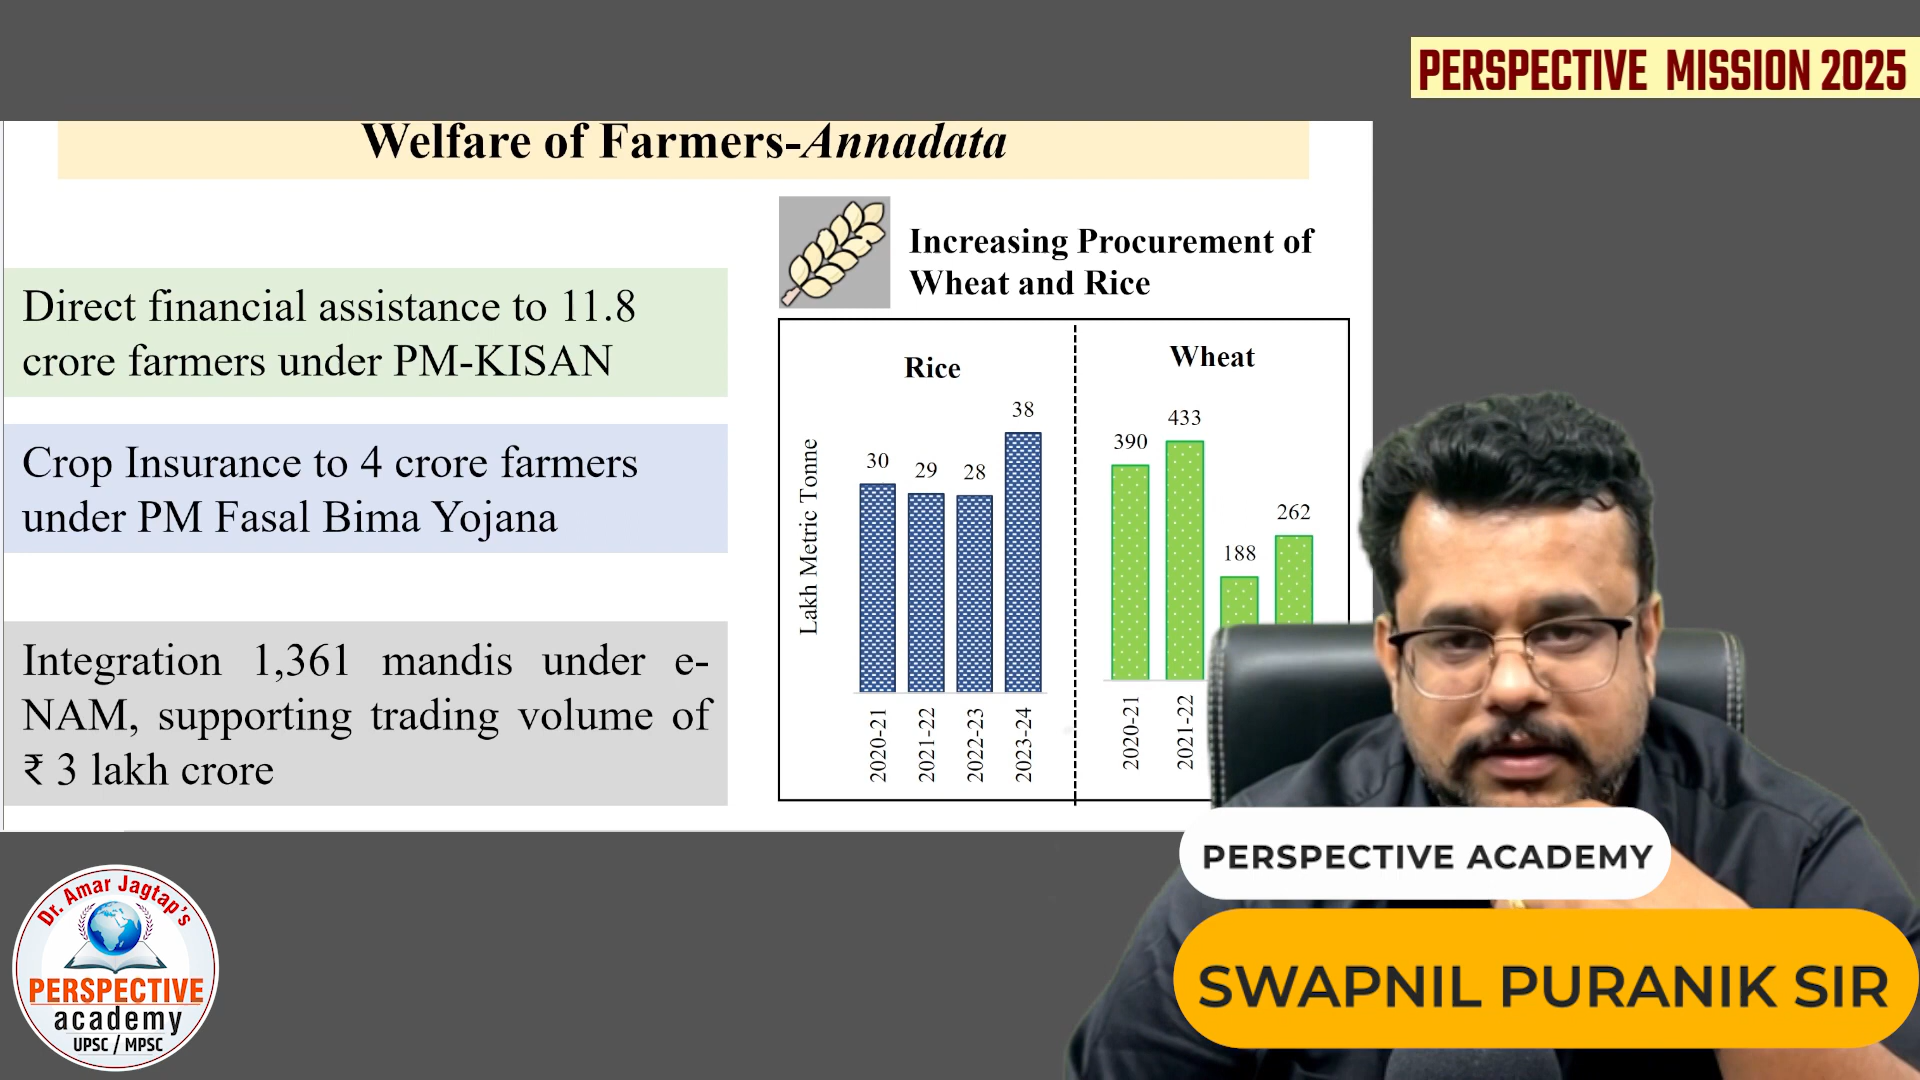 PERSPECTIVE MISSION 2025
Welfare of Farmers-Annadata
Direct financial assistance to 11.8
crore farmers under PM-KISAN
Crop Insurance to 4 crore farmers
under PM Fasal Bima Yojana
Integration 1,361 mandis under e-
NAM, supporting trading volume of
₹ 3 lakh crore
Increasing Procurement of
Wheat and Rice
Rice
Lakh Metric Tonne
30
29
28
38
2020-21
2021-22
2022-23
2023-24
Wheat
390
433
188
262
2020-21
2021-22
PERSPECTIVE ACADEMY
SWAPNIL PURANIK SIR
Dr. Amar Jagtap's
PERSPECTIVE
academy
UPSC / MPSC